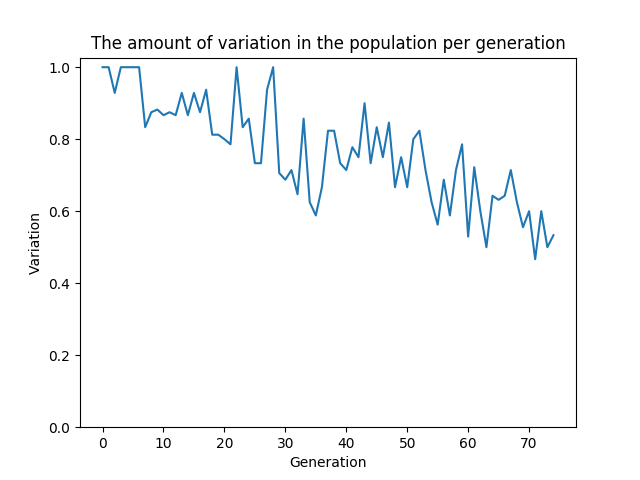 The amount of variation in the population per generation
1.0
0.8
0.6
0.4
0.2
0.0
Variation
0 10 20 30 40 50 60 70
Generation